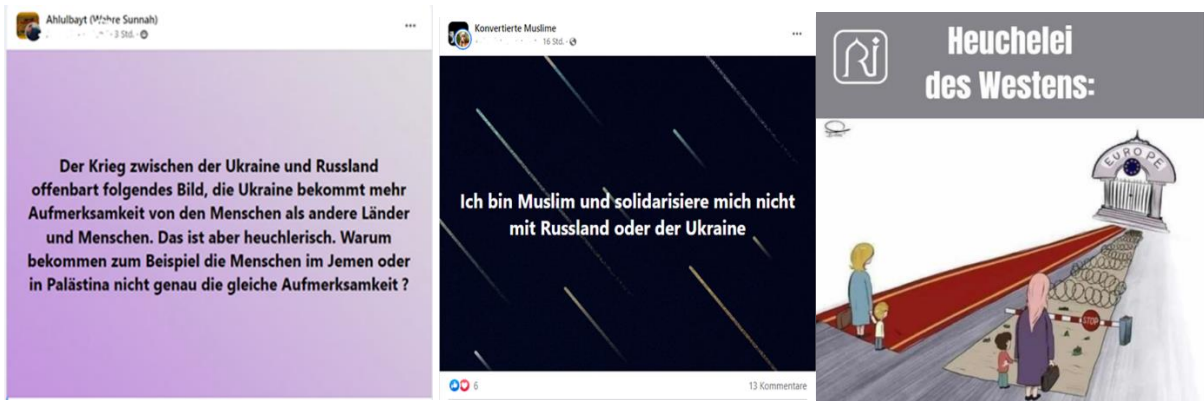 Ahlulbayt (Wahre Sunnah)
3 Std.
Der Krieg zwischen der Ukraine und Russland
offenbart folgendes Bild, die Ukraine bekommt mehr
Aufmerksamkeit von den Menschen als andere Länder
und Menschen. Das ist aber heuchlerisch. Warum
bekommen zum Beispiel die Menschen im Jemen oder
in Palästina nicht genau die gleiche Aufmerksamkeit ?
Konvertierte Muslime
16 Std.
Ich bin Muslim und solidarisiere mich nicht
mit Russland oder der Ukraine
6
13 Kommentare
Heuchelei
des Westens:
EUROPE
STOP